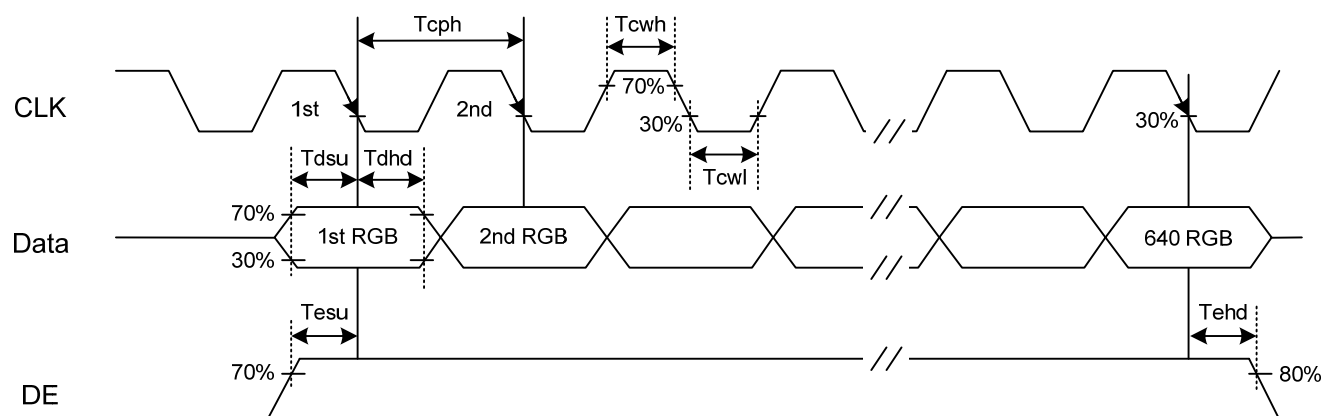 Tcph
Tcwh
CLK
1st
2nd
70%
30%
30%
Tcwl
Tdsu
Tdhd
70%
Data
1st RGB
2nd RGB
640 RGB
30%
Tesu
Tehd
70%
80%
DE